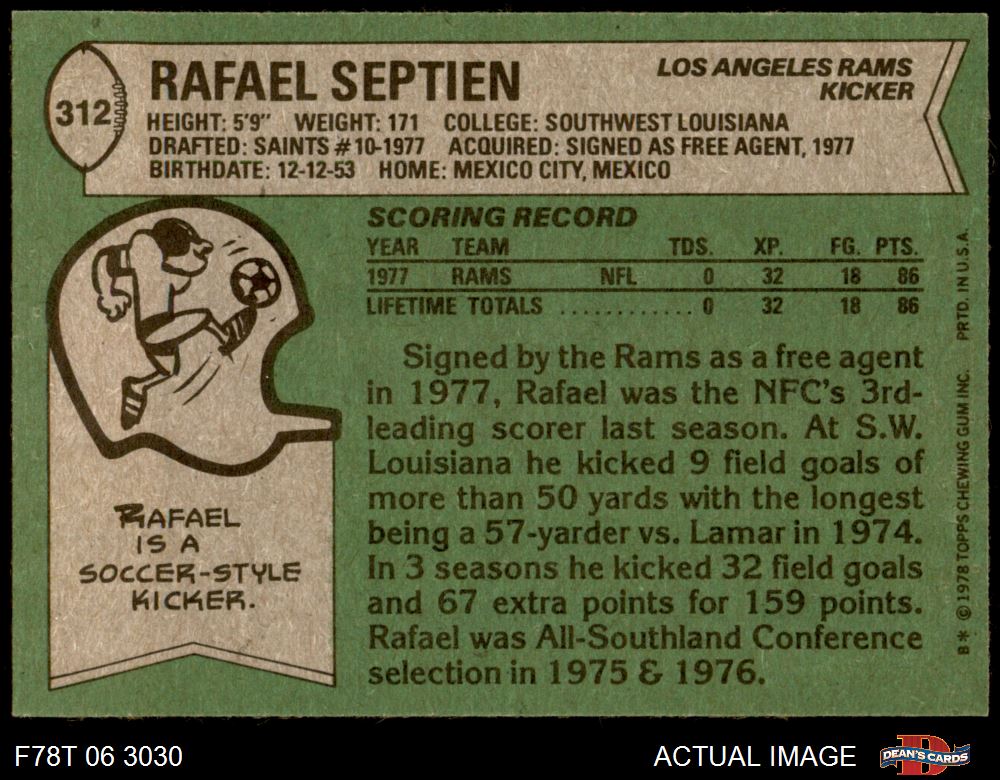 312
RAFAEL SEPTIEN
LOS ANGELES RAMS
KICKER
HEIGHT: 5'9" WEIGHT: 171 COLLEGE: SOUTHWEST LOUISIANA
DRAFTED: SAINTS #10-1977 ACQUIRED: SIGNED AS FREE AGENT, 1977
BIRTHDATE: 12-12-53 HOME: MEXICO CITY, MEXICO
SCORING RECORD
YEAR TEAM TDS. XP. FG. PTS.
1977 RAMS NFL 0 32 18 86
LIFETIME TOTALS ............ 0 32 18 86
Signed by the Rams as a free agent
in 1977, Rafael was the NFC's 3rd-
leading scorer last season. At S.W.
Louisiana he kicked 9 field goals of
more than 50 yards with the longest
being a 57-yarder vs. Lamar in 1974.
In 3 seasons he kicked 32 field goals
and 67 extra points for 159 points.
Rafael was All-Southland Conference
selection in 1975 & 1976.
RAFAEL
IS A
SOCCER-STYLE
KICKER.
B* © 1978 TOPPS CHEWING GUM INC. PRTD. IN U.S.A.
F78T 06 3030
ACTUAL IMAGE
D
DEAN'S CARDS